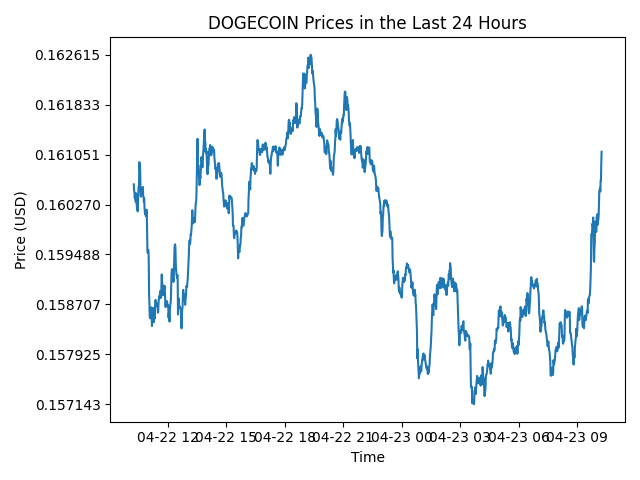 DOGECOIN Prices in the Last 24 Hours
0.162615
0.161833
0.161051
0.160270
0.159488
0.158707
0.157925
0.157143
Price (USD)
04-22 12 04-22 15 04-22 18 04-22 21 04-23 00 04-23 03 04-23 06 04-23 09
Time